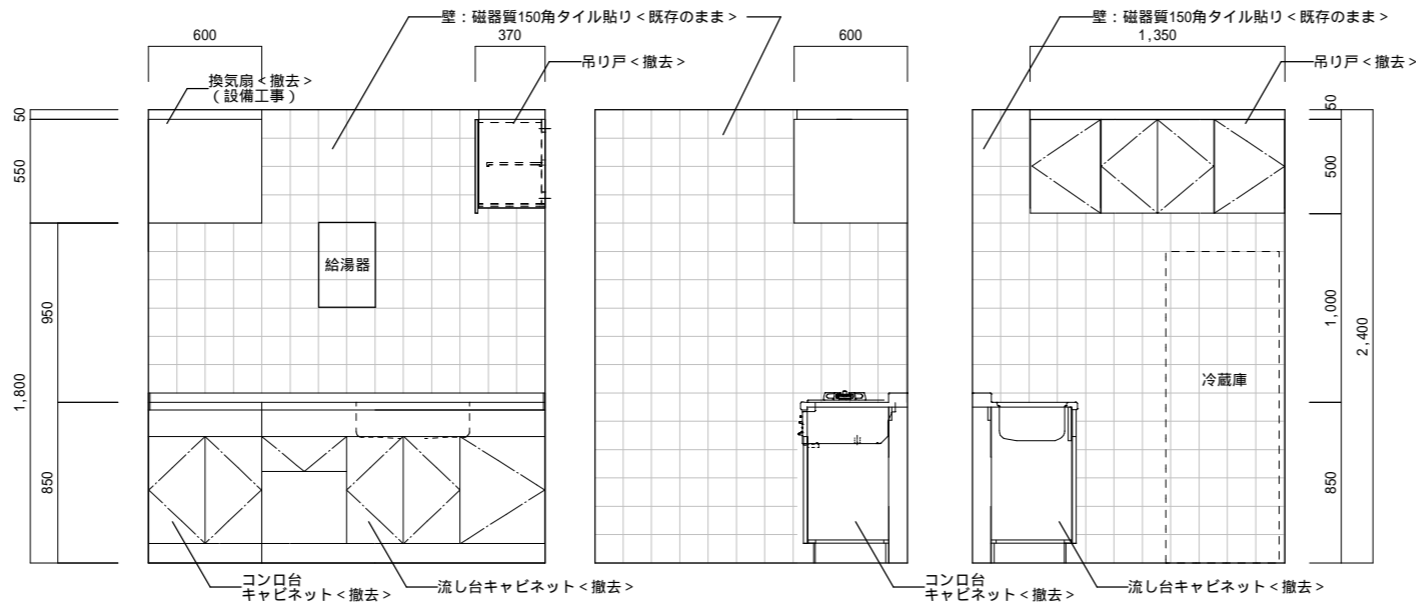 壁：磁器質150角タイル貼り＜既存のまま＞
壁：磁器質150角タイル貼り＜既存のまま＞
600
370
600
1,350
吊り戸＜撤去＞
吊り戸＜撤去＞
換気扇＜撤去＞
（設備工事）
50
550
950
1,800
850
給湯器
50
500
1,000
2,400
850
冷蔵庫
コンロ台
キャビネット＜撤去＞
流し台キャビネット＜撤去＞
コンロ台
キャビネット＜撤去＞
流し台キャビネット＜撤去＞